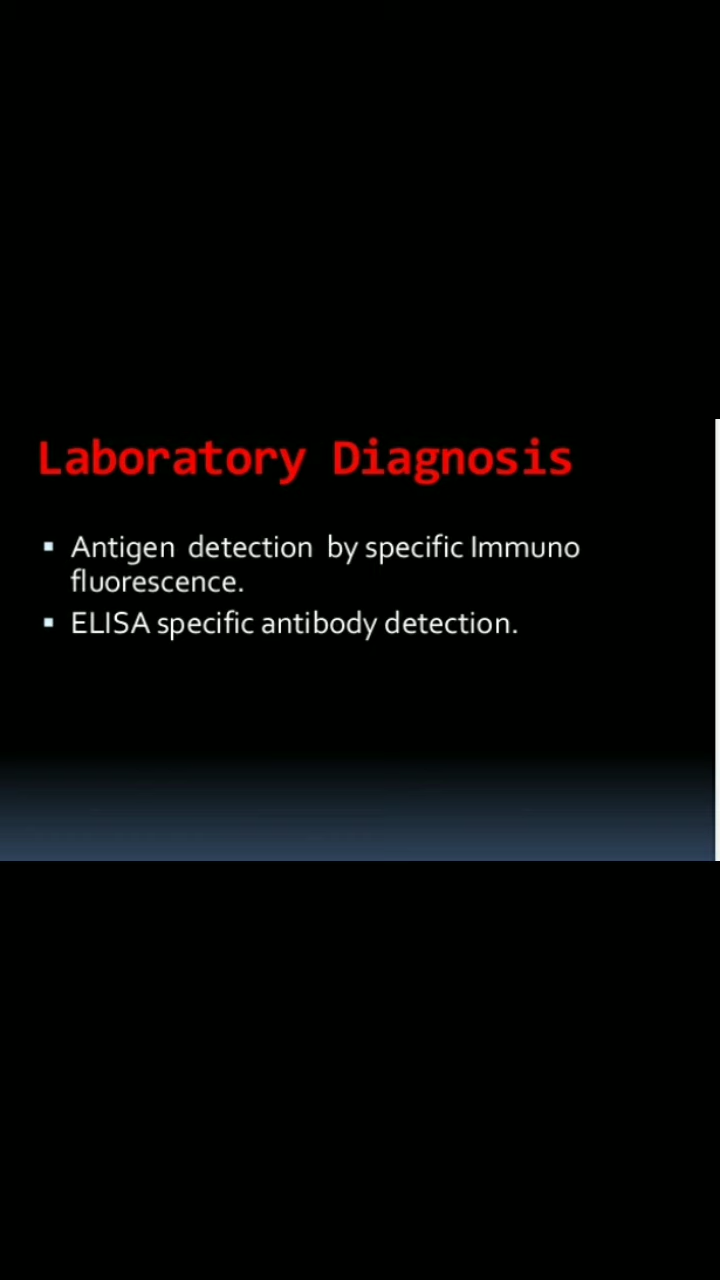 Laboratory Diagnosis
▪ Antigen detection by specific Immuno
fluorescence.
▪ ELISA specific antibody detection.